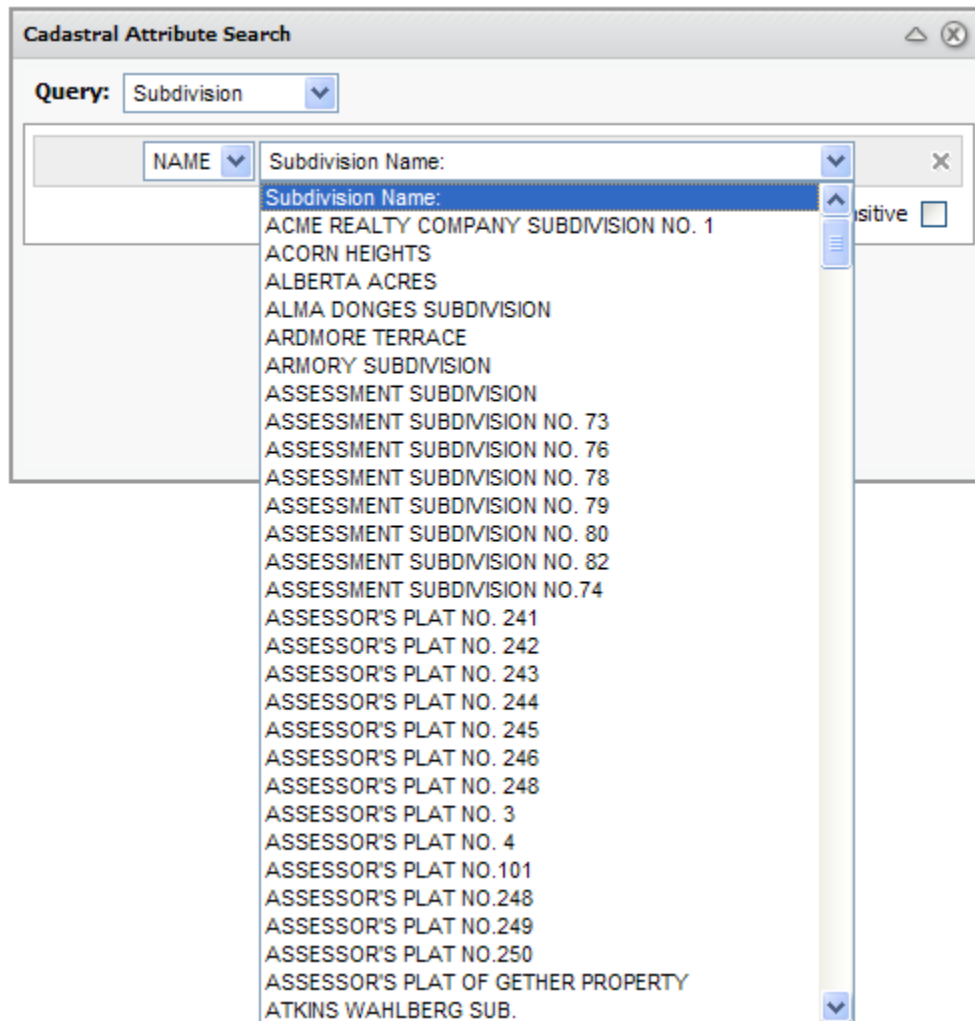 Cadastral Attribute Search
Query: Subdivision
NAME Subdivision Name:
Subdivision Name:
ACME REALTY COMPANY SUBDIVISION NO. 1
ACORN HEIGHTS
ALBERTA ACRES
ALMA DONGES SUBDIVISION
ARDMORE TERRACE
ARMORY SUBDIVISION
ASSESSMENT SUBDIVISION
ASSESSMENT SUBDIVISION NO. 73
ASSESSMENT SUBDIVISION NO. 76
ASSESSMENT SUBDIVISION NO. 78
ASSESSMENT SUBDIVISION NO. 79
ASSESSMENT SUBDIVISION NO. 80
ASSESSMENT SUBDIVISION NO. 82
ASSESSMENT SUBDIVISION NO.74
ASSESSOR'S PLAT NO. 241
ASSESSOR'S PLAT NO. 242
ASSESSOR'S PLAT NO. 243
ASSESSOR'S PLAT NO. 244
ASSESSOR'S PLAT NO. 245
ASSESSOR'S PLAT NO. 246
ASSESSOR'S PLAT NO. 248
ASSESSOR'S PLAT NO. 3
ASSESSOR'S PLAT NO. 4
ASSESSOR'S PLAT NO.101
ASSESSOR'S PLAT NO.248
ASSESSOR'S PLAT NO.249
ASSESSOR'S PLAT NO.250
ASSESSOR'S PLAT OF GETHER PROPERTY
ATKINS WAHLBERG SUB.